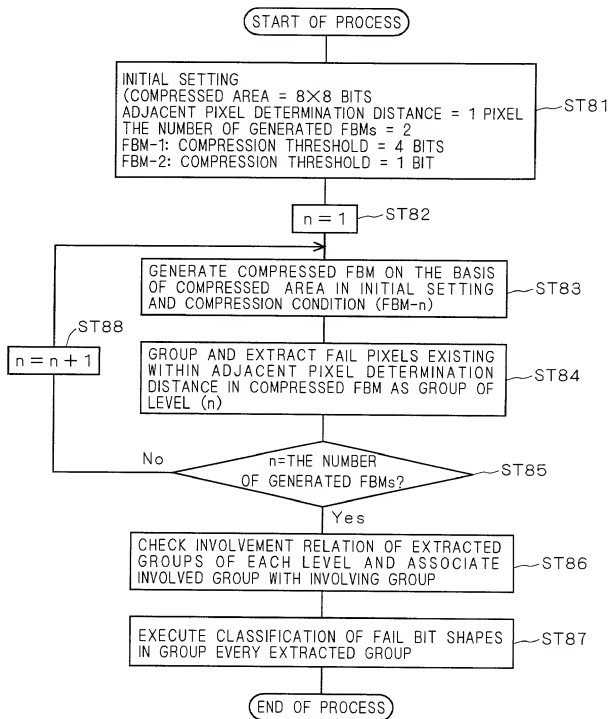 START OF PROCESS
INITIAL SETTING
(COMPRESSED AREA = 8×8 BITS
ADJACENT PIXEL DETERMINATION DISTANCE = 1 PIXEL
THE NUMBER OF GENERATED FBMs = 2
FBM-1: COMPRESSION THRESHOLD = 4 BITS
FBM-2: COMPRESSION THRESHOLD = 1 BIT
ST81
n = 1
ST82
GENERATE COMPRESSED FBM ON THE BASIS
OF COMPRESSED AREA IN INITIAL SETTING
AND COMPRESSION CONDITION (FBM-n)
ST83
ST88
n = n + 1
GROUP AND EXTRACT FAIL PIXELS EXISTING
WITHIN ADJACENT PIXEL DETERMINATION
DISTANCE IN COMPRESSED FBM AS GROUP OF
LEVEL (n)
ST84
No
n=THE NUMBER
OF GENERATED FBMs?
ST85
Yes
CHECK INVOLVEMENT RELATION OF EXTRACTED
GROUPS OF EACH LEVEL AND ASSOCIATE
INVOLVED GROUP WITH INVOLVING GROUP
ST86
EXECUTE CLASSIFICATION OF FAIL BIT SHAPES
IN GROUP EVERY EXTRACTED GROUP
ST87
END OF PROCESS